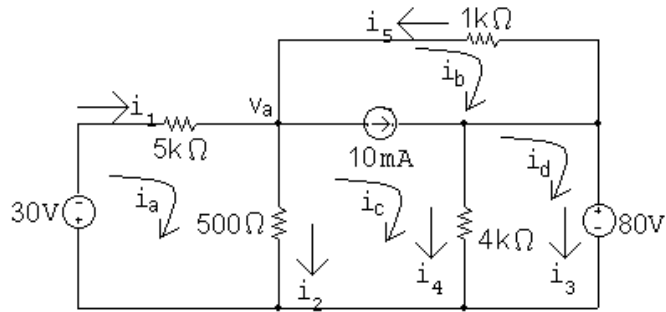 i5 1kΩ
ib
i1 va
5kΩ 10mA id
30V - + ia 500Ω ic 4kΩ - + 80V
i2 i4 i3